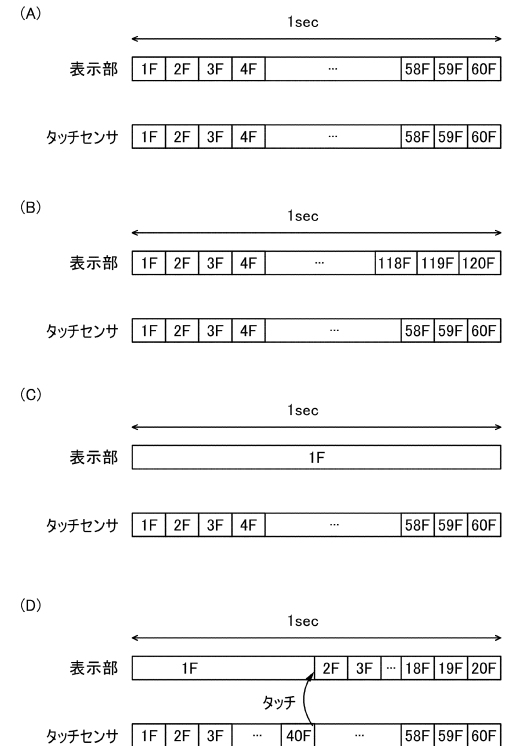 (A)
1sec
表示部 1F 2F 3F 4F … 58F 59F 60F
タッチセンサ 1F 2F 3F 4F … 58F 59F 60F
(B)
1sec
表示部 1F 2F 3F 4F … 118F 119F 120F
タッチセンサ 1F 2F 3F 4F … 58F 59F 60F
(C)
1sec
表示部 1F
タッチセンサ 1F 2F 3F 4F … 58F 59F 60F
(D)
1sec
表示部 1F 2F 3F … 18F 19F 20F
タッチ
タッチセンサ 1F 2F 3F … 40F … 58F 59F 60F